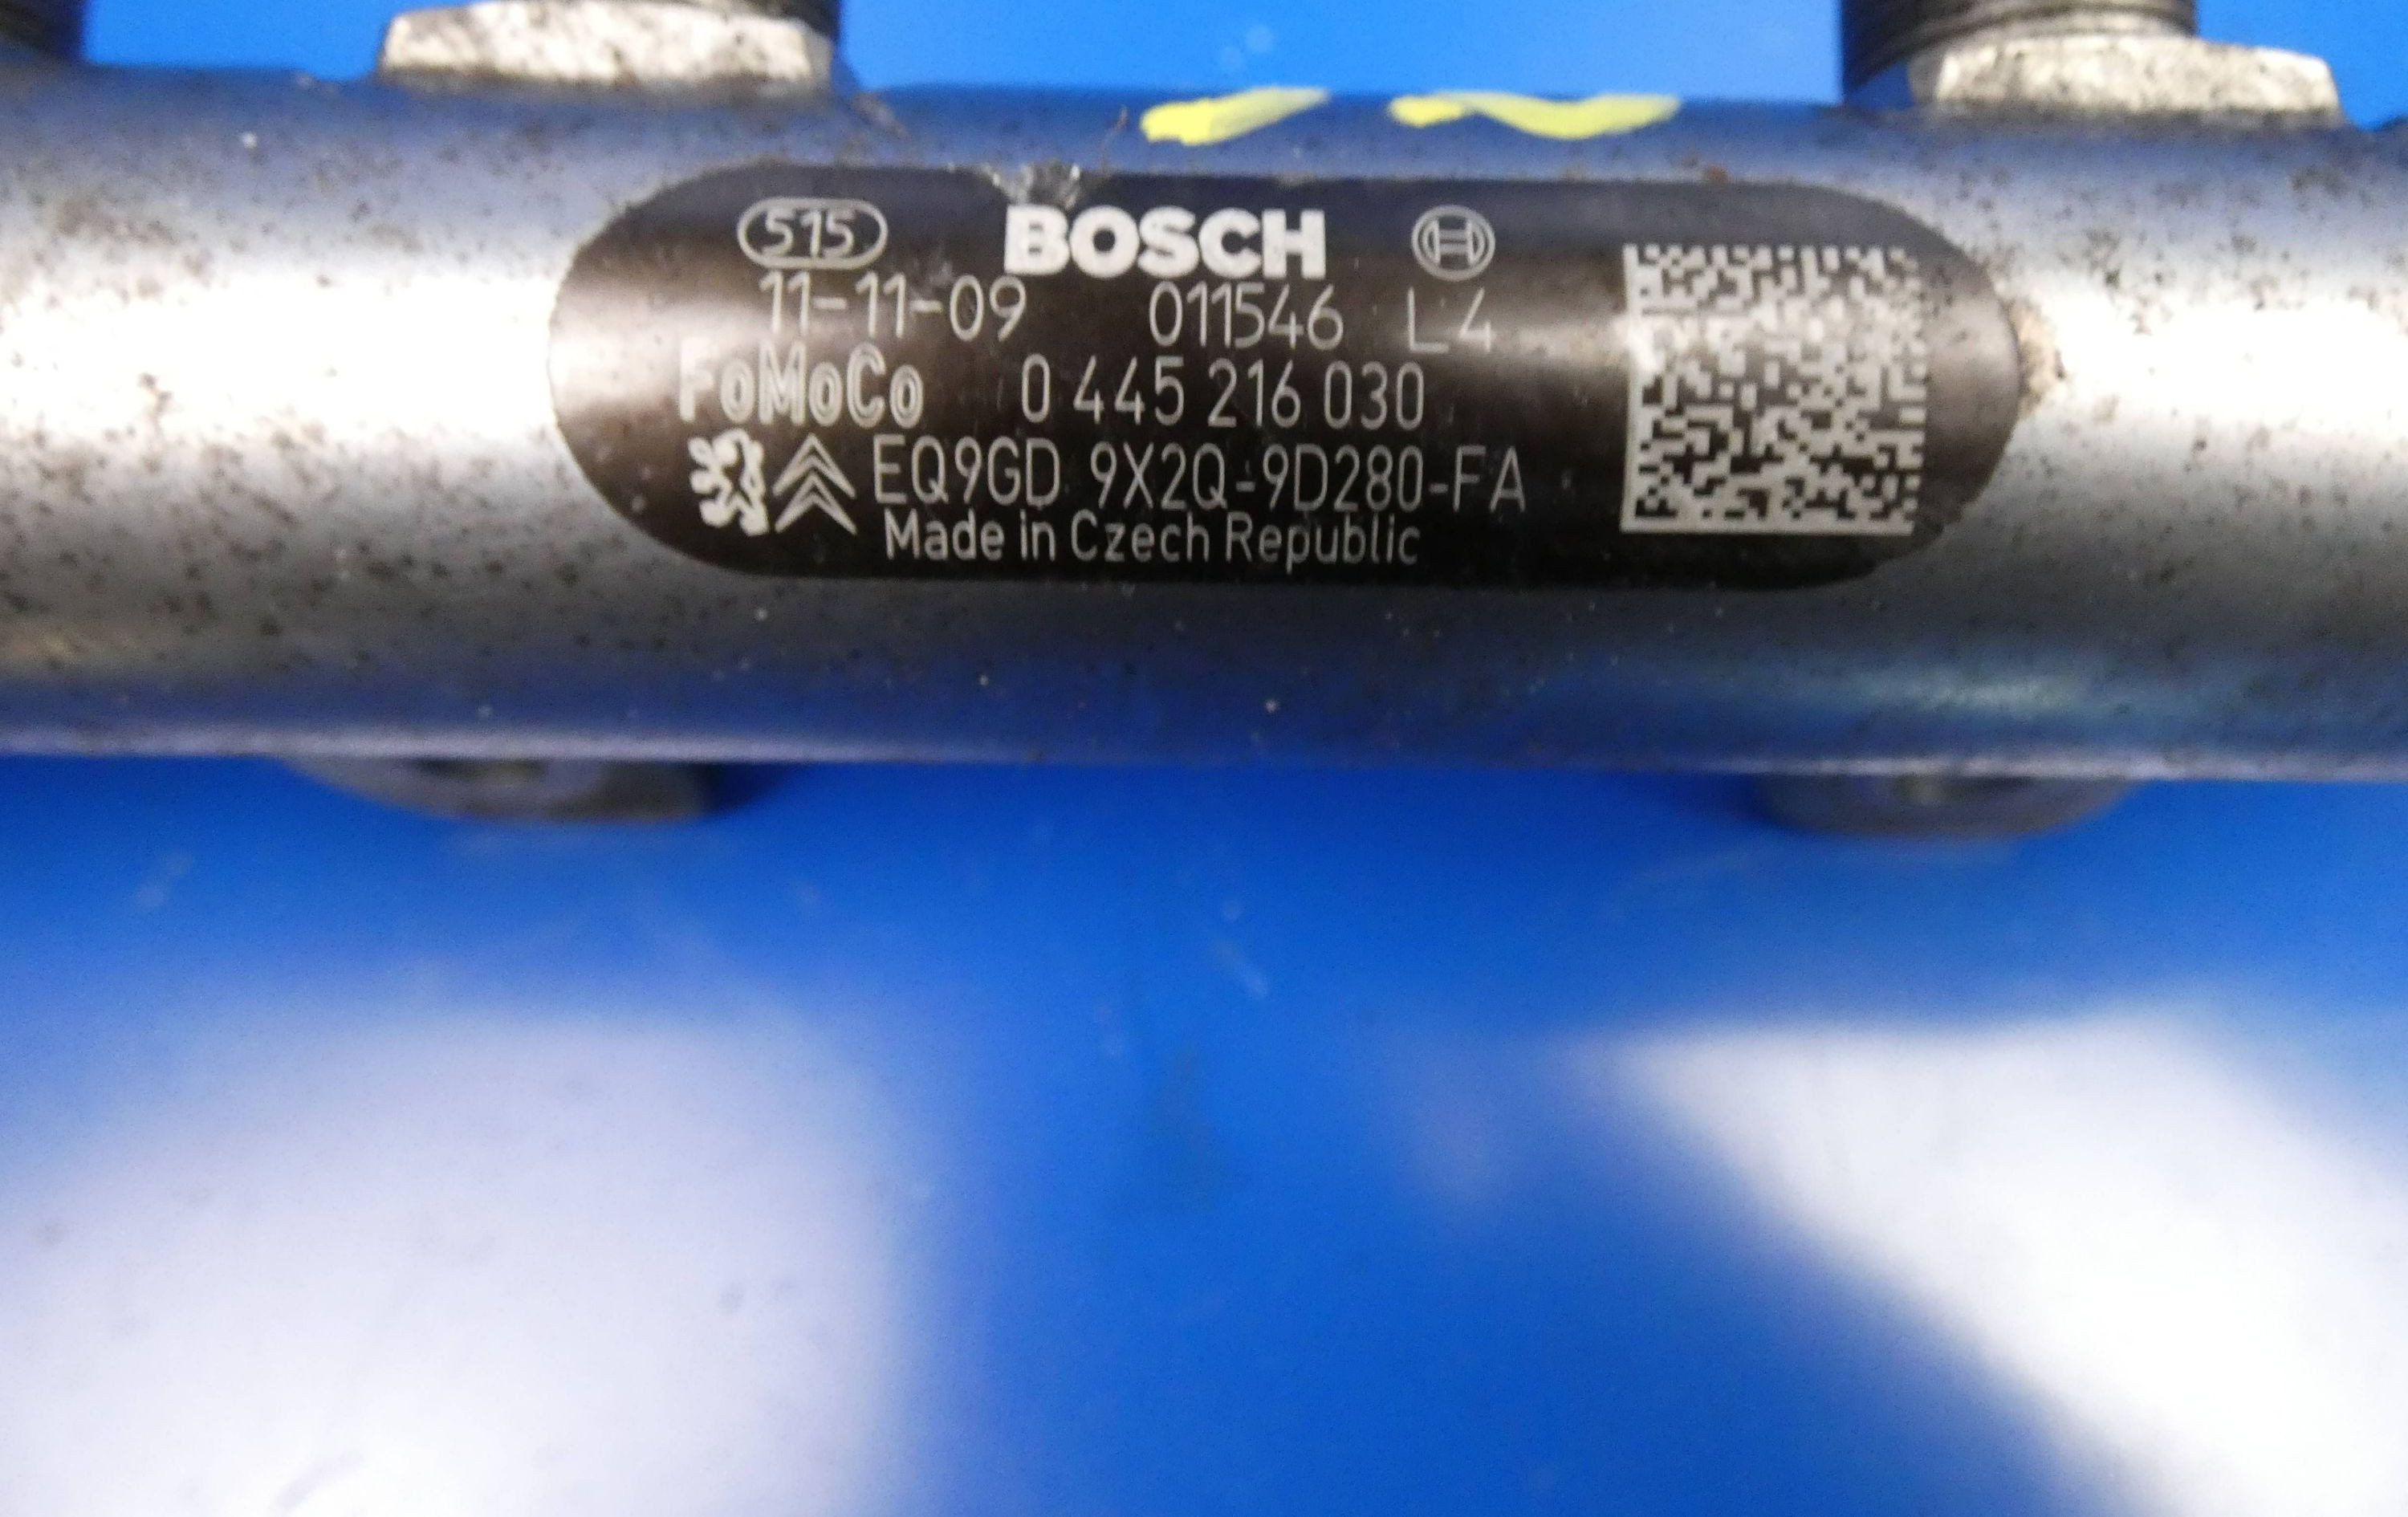 515 BOSCH
11-11-09 011546 L4
FoMoCo 0 445 216 030
EQ9GD 9X2Q-9D280-FA
Made in Czech Republic